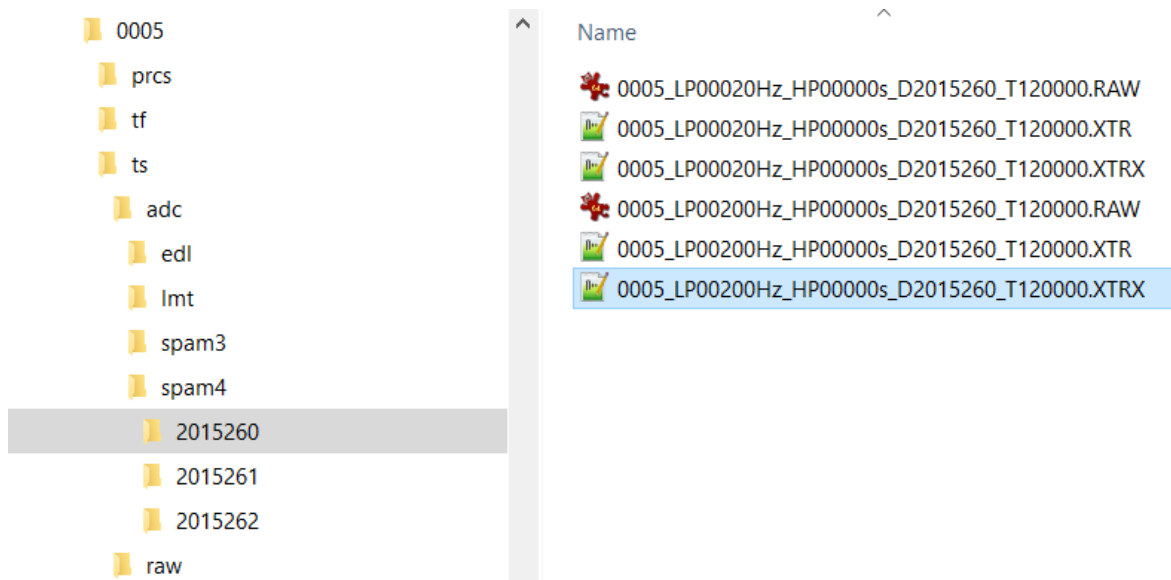 0005
prcs
tf
ts
adc
edl
lmt
spam3
spam4
2015260
2015261
2015262
raw
Name
0005_LP00020Hz_HP00000s_D2015260_T120000.RAW
0005_LP00020Hz_HP00000s_D2015260_T120000.XTR
0005_LP00020Hz_HP00000s_D2015260_T120000.XTRX
0005_LP00200Hz_HP00000s_D2015260_T120000.RAW
0005_LP00200Hz_HP00000s_D2015260_T120000.XTR
0005_LP00200Hz_HP00000s_D2015260_T120000.XTRX